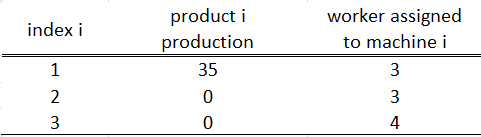 index i product i production worker assigned to machine i
1 35 3
2 0 3
3 0 4